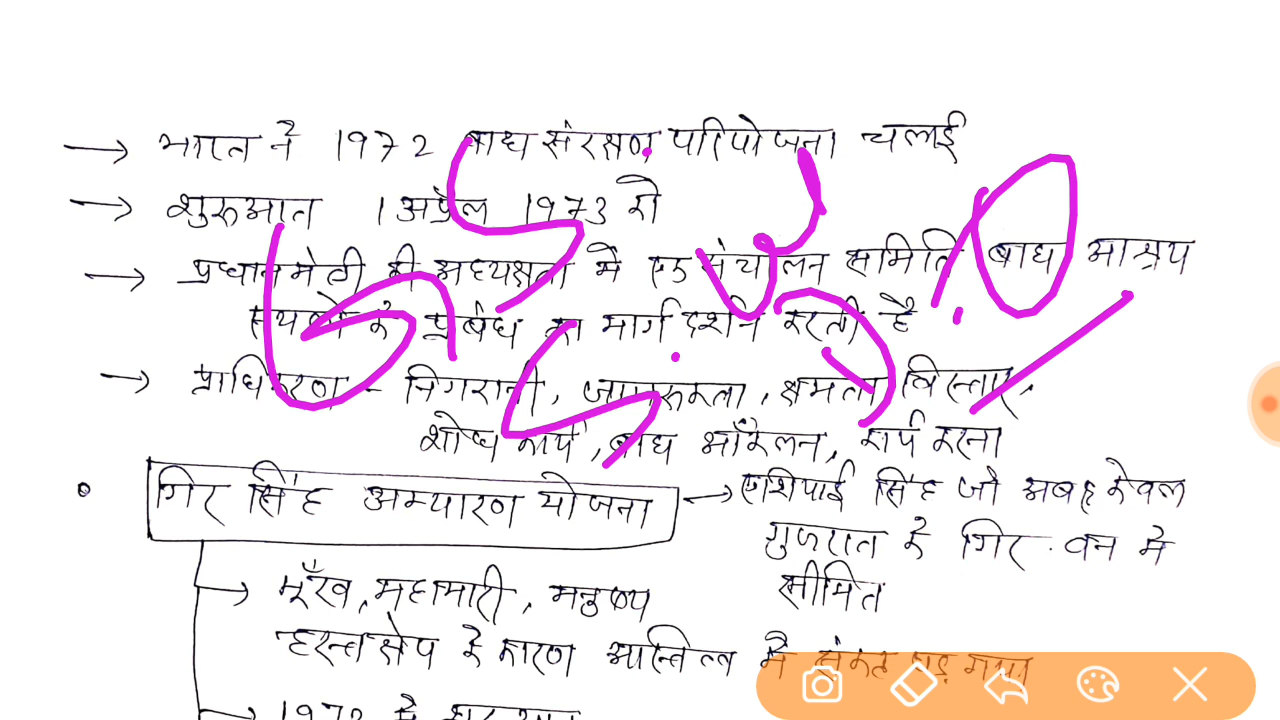 → भारत ने 1972 बाघ संरक्षण परियोजना चलाई
→ शुरुआत 1 अप्रैल 1973 से
→ प्रधानमंत्री की अध्यक्षता में एक संचालन समिति बाघ आश्रय
स्थलों के प्रबंध का मार्गदर्शन करती है
→ प्राधिकरण - निगरानी, जागरूकता, क्षमता विस्तार,
शोध कार्य, बाघ आँकलन, कार्य करना
• गिर सिंह अभ्यारण योजना → एशियाई सिंह जो अब केवल
गुजरात के गिर वन में
सीमित
→ भूँख, महामारी, मनुष्य
हस्तक्षेप के कारण अस्तित्व में संकट पड़ गया
→ 1972 में